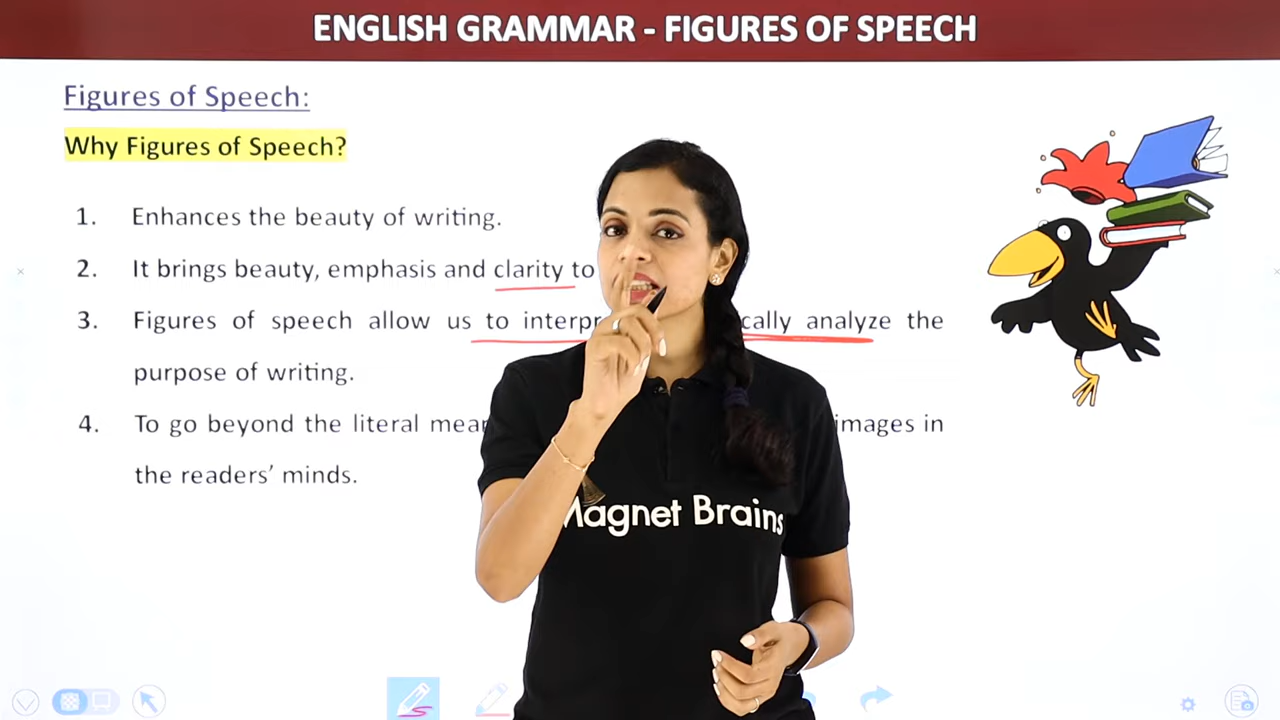 ENGLISH GRAMMAR - FIGURES OF SPEECH
Figures of Speech:
Why Figures of Speech?
1. Enhances the beauty of writing.
2. It brings beauty, emphasis and clarity to
3. Figures of speech allow us to interp cally analyze the
purpose of writing.
4. To go beyond the literal mear images in
the readers' minds.
Magnet Brains